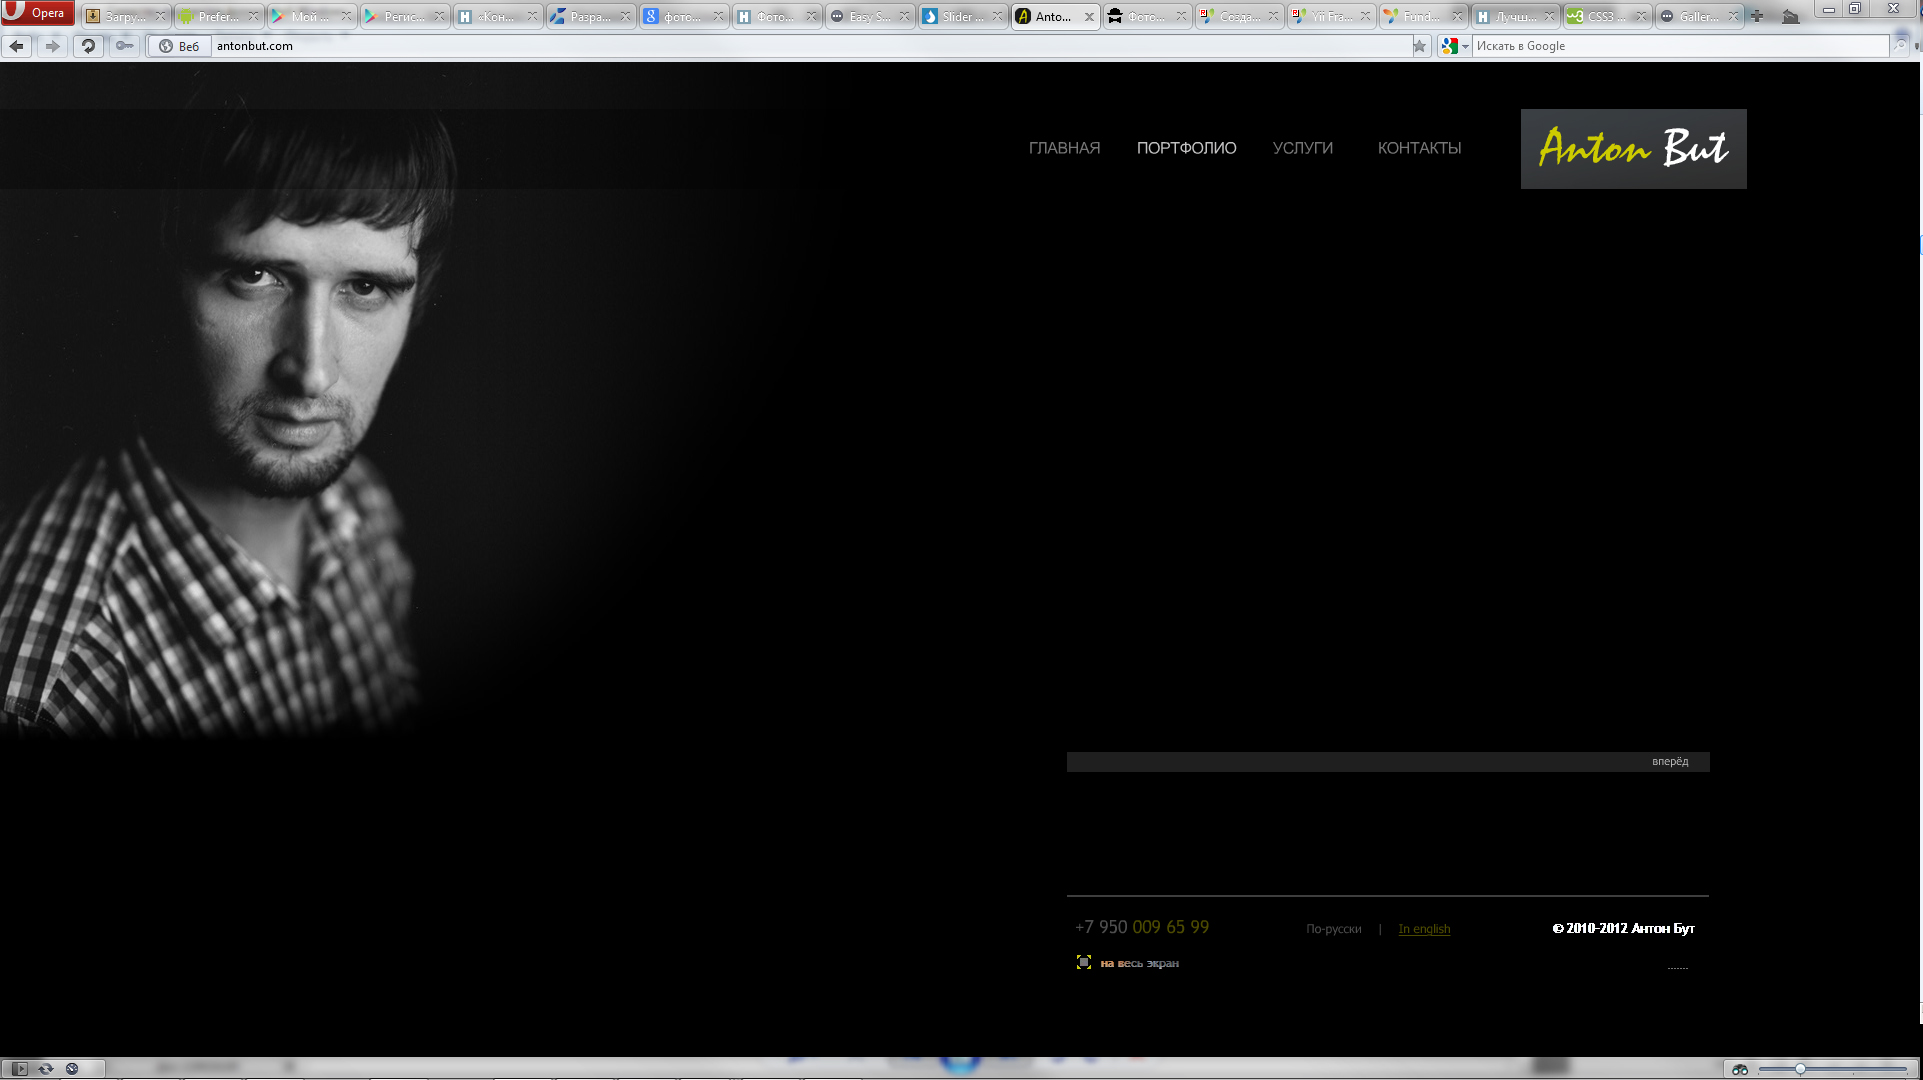 Opera
Загру...
Prefer...
Мой ...
Регис...
«Кон...
Разра...
фото...
Фото...
Easy S...
Slider ...
Anto...
Фото...
Созда...
Yii Fra...
Fund...
Лучш...
CSS3 ...
Galler...
Веб
antonbut.com
Искать в Google
ГЛАВНАЯ
ПОРТФОЛИО
УСЛУГИ
КОНТАКТЫ
Anton But
вперёд
+7 950 009 65 99
По-русски | In english
© 2010-2012 Антон Бут
на весь экран